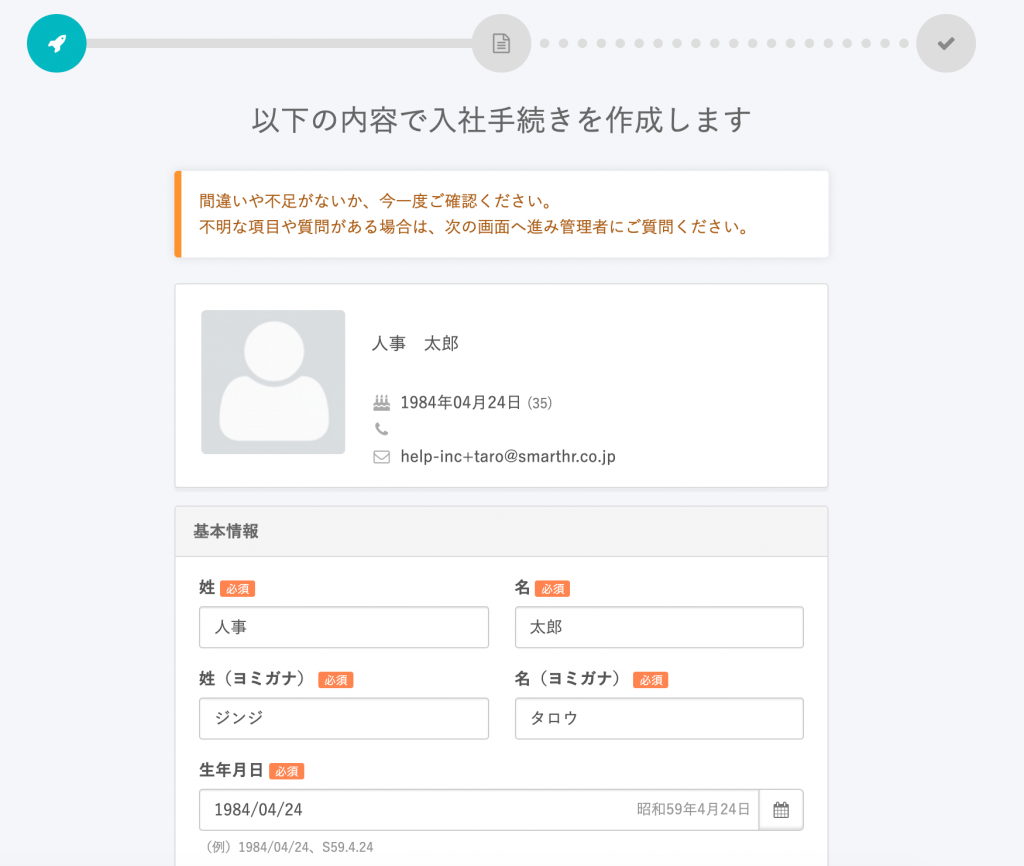 以下の内容で入社手続きを作成します
間違いや不足がないか、今一度ご確認ください。
不明な項目や質問がある場合は、次の画面へ進み管理者にご質問ください。
人事　太郎
1984年04月24日 (35)
help-inc+taro@smarthr.co.jp
基本情報
姓 必須 名 必須
人事 太郎
姓（ヨミガナ） 必須 名（ヨミガナ） 必須
ジンジ タロウ
生年月日 必須
1984/04/24 昭和59年4月24日
（例）1984/04/24、S59.4.24